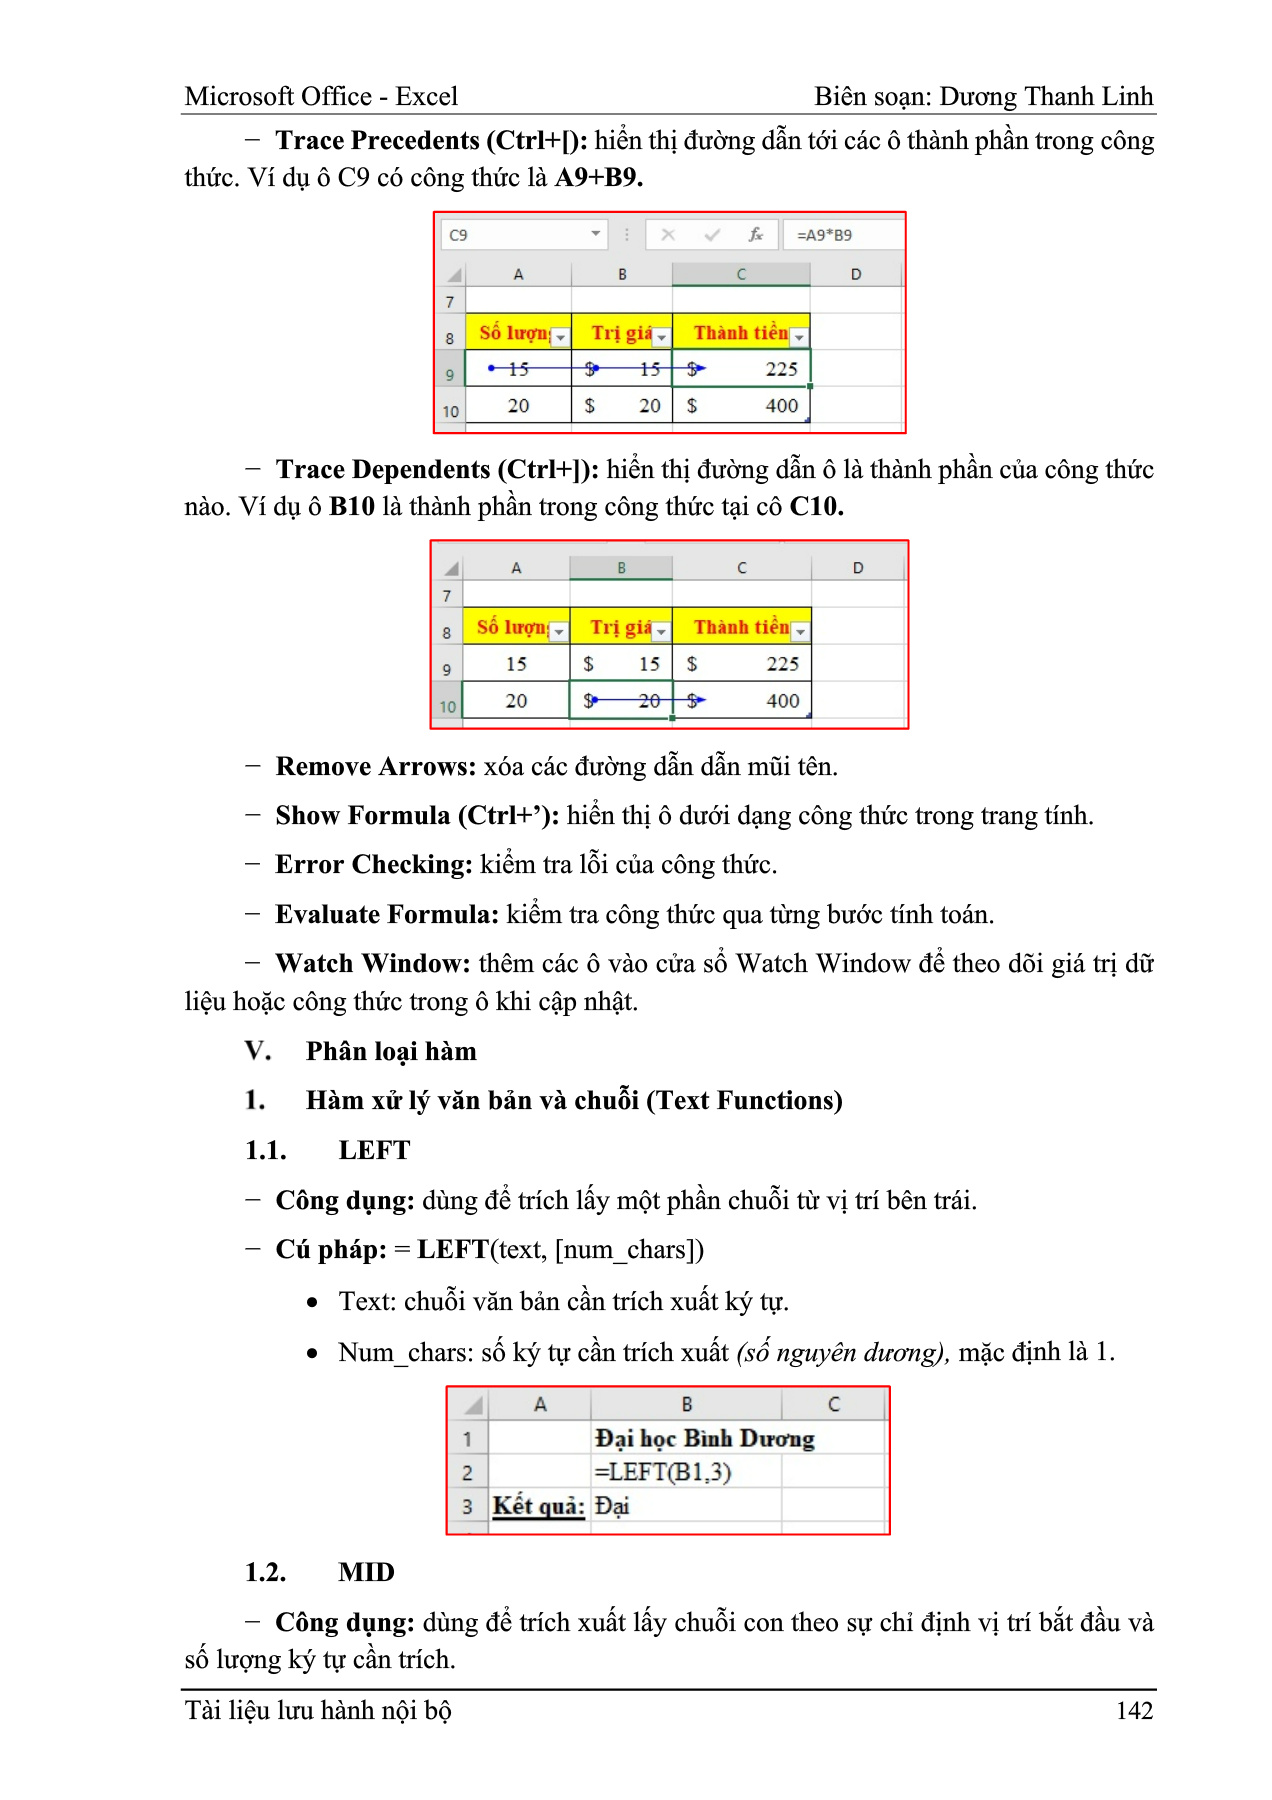 Microsoft Office - Excel Biên soạn: Dương Thanh Linh
− Trace Precedents (Ctrl+[): hiển thị đường dẫn tới các ô thành phần trong công
thức. Ví dụ ô C9 có công thức là A9+B9.
C9 fx =A9*B9
A B C D
7
8 Số lượng Trị giá Thành tiền
9 15 $ 15 $ 225
10 20 $ 20 $ 400
− Trace Dependents (Ctrl+]): hiển thị đường dẫn ô là thành phần của công thức
nào. Ví dụ ô B10 là thành phần trong công thức tại cô C10.
A B C D
7
8 Số lượng Trị giá Thành tiền
9 15 $ 15 $ 225
10 20 $ 20 $ 400
− Remove Arrows: xóa các đường dẫn dẫn mũi tên.
− Show Formula (Ctrl+’): hiển thị ô dưới dạng công thức trong trang tính.
− Error Checking: kiểm tra lỗi của công thức.
− Evaluate Formula: kiểm tra công thức qua từng bước tính toán.
− Watch Window: thêm các ô vào cửa sổ Watch Window để theo dõi giá trị dữ
liệu hoặc công thức trong ô khi cập nhật.
V. Phân loại hàm
1. Hàm xử lý văn bản và chuỗi (Text Functions)
1.1. LEFT
− Công dụng: dùng để trích lấy một phần chuỗi từ vị trí bên trái.
− Cú pháp: = LEFT(text, [num_chars])
• Text: chuỗi văn bản cần trích xuất ký tự.
• Num_chars: số ký tự cần trích xuất (số nguyên dương), mặc định là 1.
A B C
1 Đại học Bình Dương
2 =LEFT(B1,3)
3 Kết quả: Đại
1.2. MID
− Công dụng: dùng để trích xuất lấy chuỗi con theo sự chỉ định vị trí bắt đầu và
số lượng ký tự cần trích.
Tài liệu lưu hành nội bộ 142